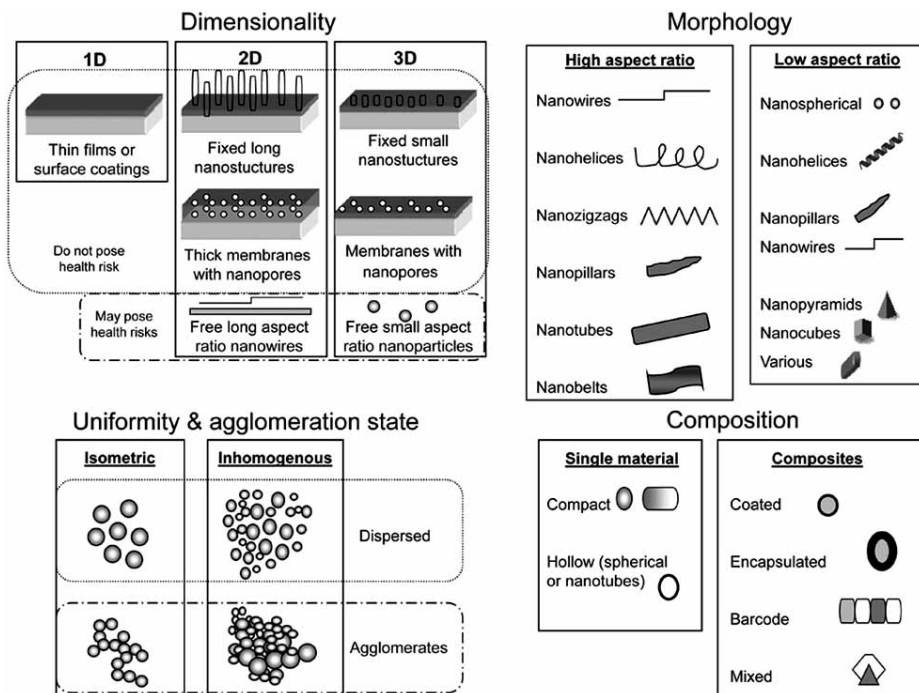 Dimensionality
1D
2D
3D
Thin films or
surface coatings
Fixed long
nanostuctures
Fixed small
nanostuctures
Do not pose
health risk
Thick membranes
with nanopores
Membranes with
nanopores
May pose
health risks
Free long aspect
ratio nanowires
Free small aspect
ratio nanoparticles
Morphology
High aspect ratio
Nanowires
Nanohelices
Nanozigzags
Nanopillars
Nanotubes
Nanobelts
Low aspect ratio
Nanospherical
Nanohelices
Nanopillars
Nanowires
Nanopyramids
Nanocubes
Various
Uniformity & agglomeration state
Isometric
Inhomogenous
Dispersed
Agglomerates
Composition
Single material
Compact
Hollow (spherical
or nanotubes)
Composites
Coated
Encapsulated
Barcode
Mixed